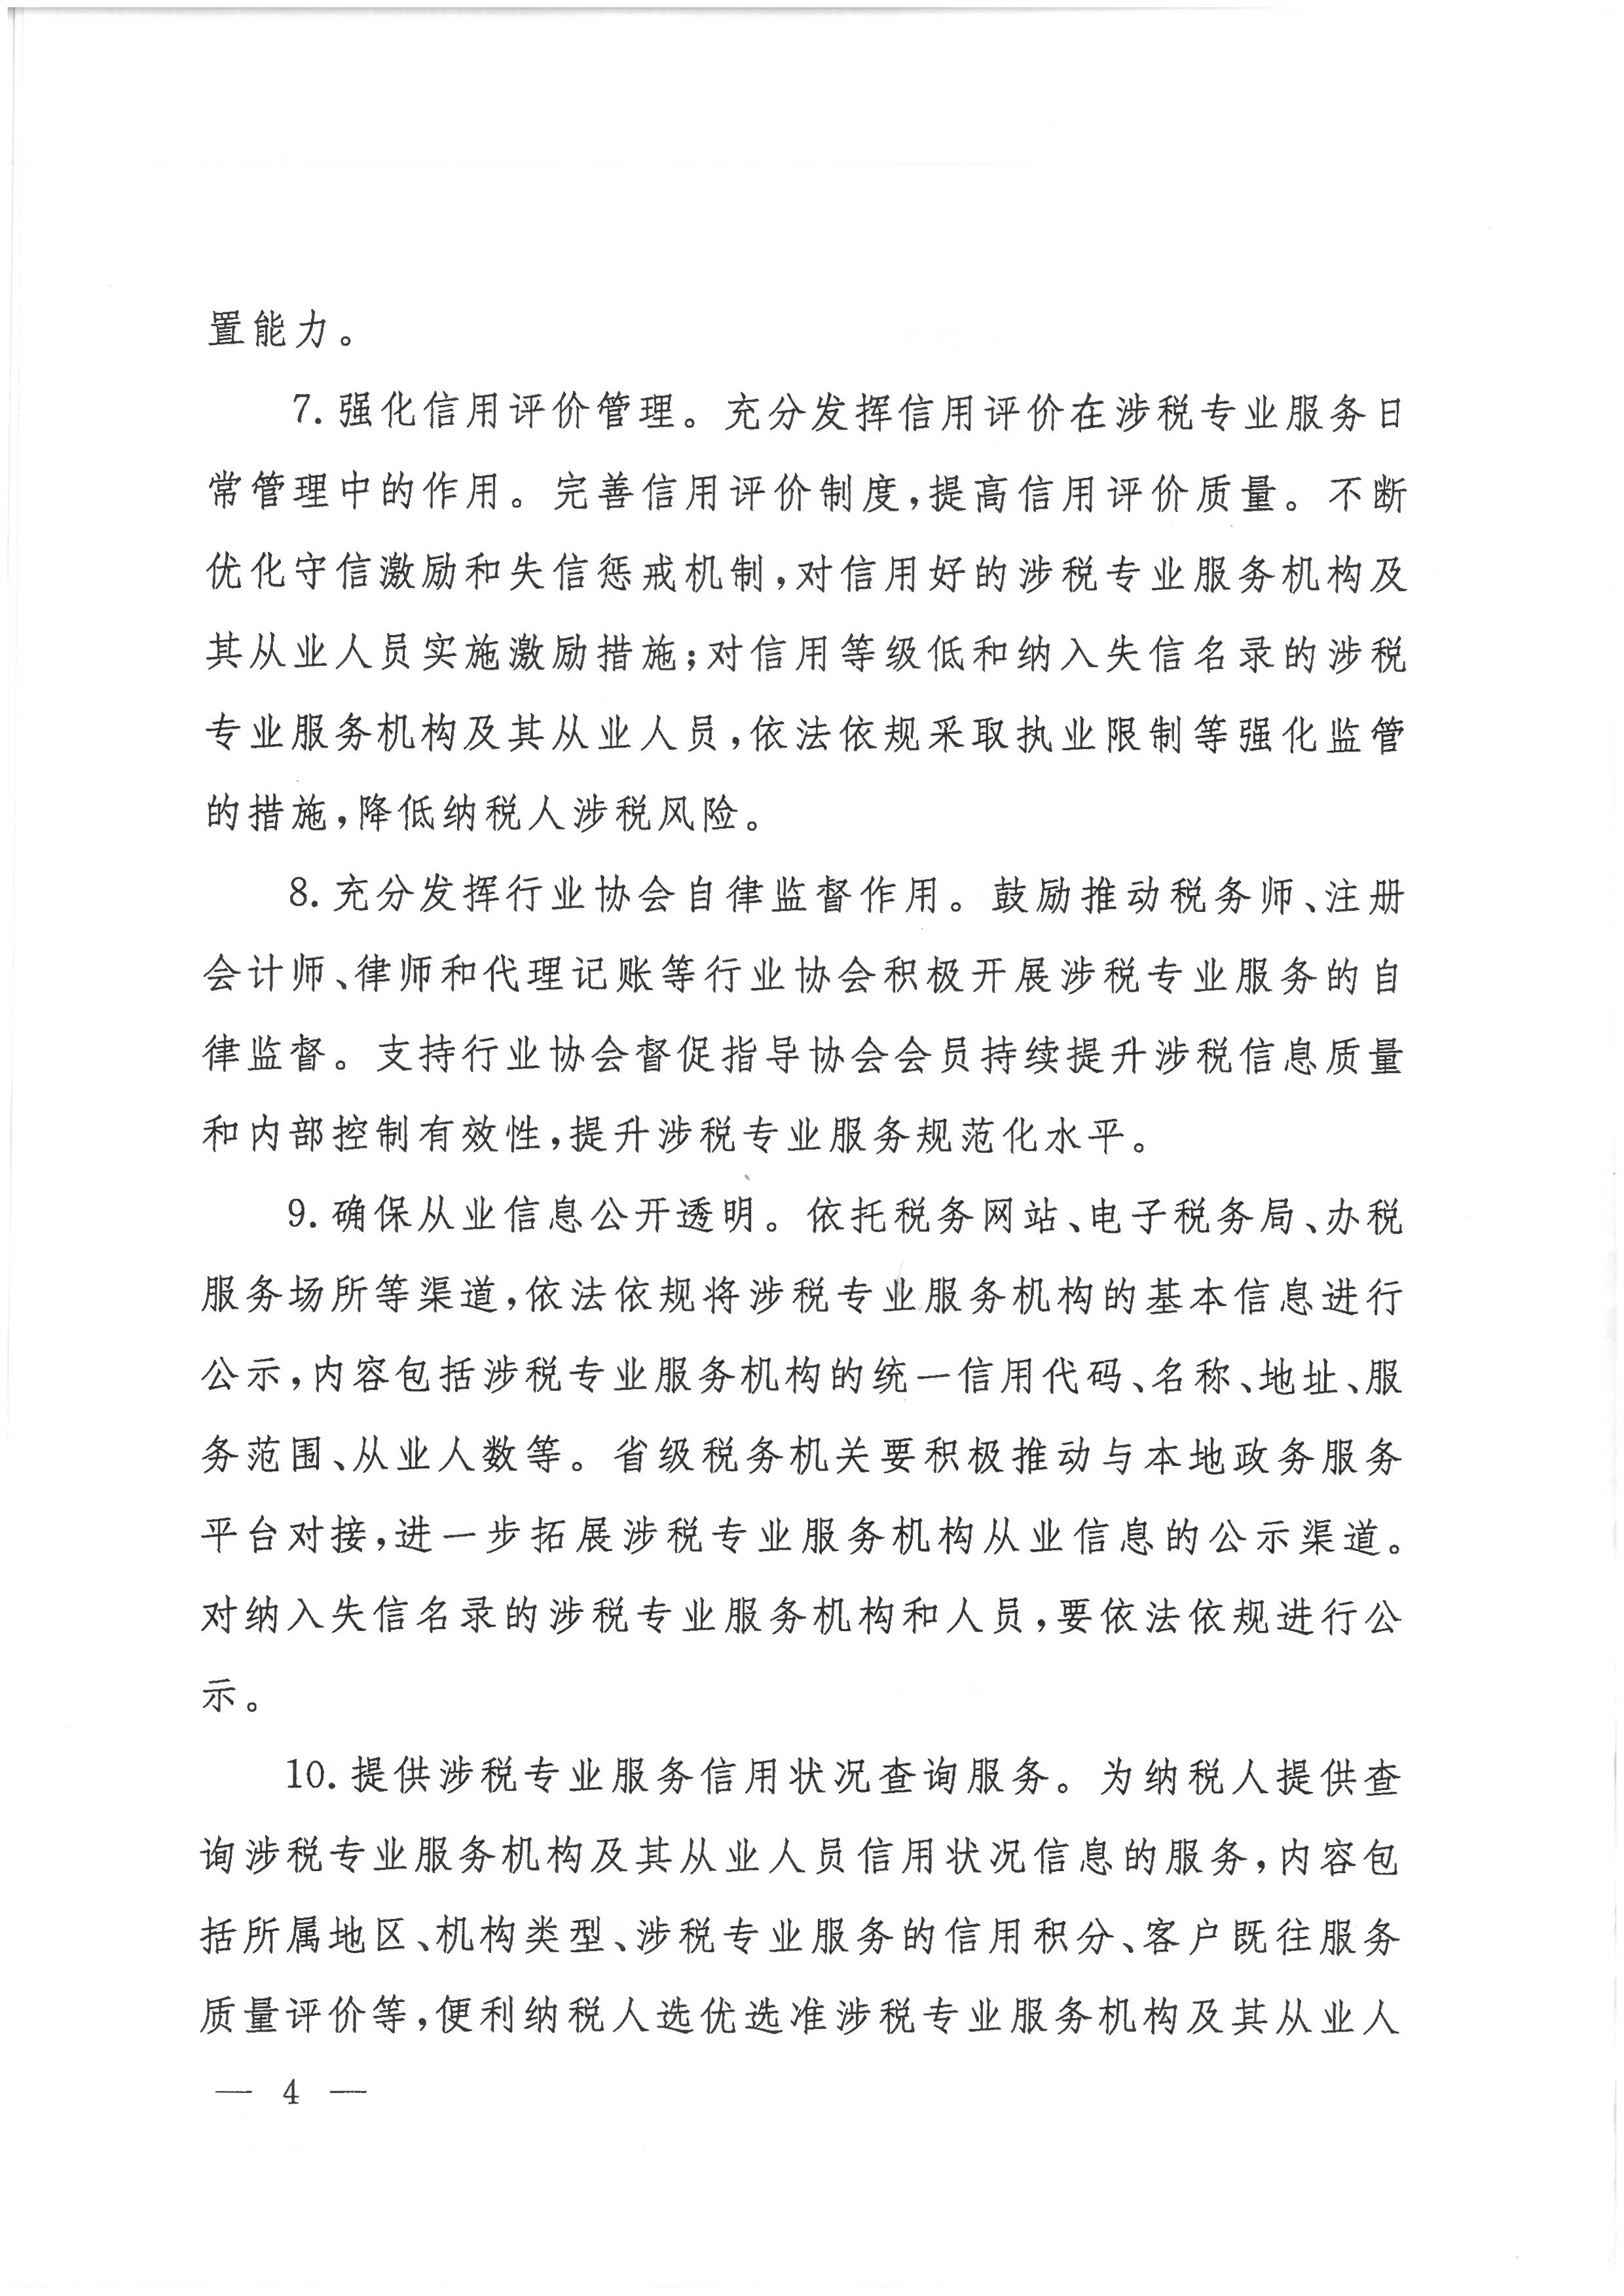 置能力。
7.强化信用评价管理。充分发挥信用评价在涉税专业服务日
常管理中的作用。完善信用评价制度,提高信用评价质量。不断
优化守信激励和失信惩戒机制,对信用好的涉税专业服务机构及
其从业人员实施激励措施;对信用等级低和纳入失信名录的涉税
专业服务机构及其从业人员,依法依规采取执业限制等强化监管
的措施,降低纳税人涉税风险。
8.充分发挥行业协会自律监督作用。鼓励推动税务师、注册
会计师、律师和代理记账等行业协会积极开展涉税专业服务的自
律监督。支持行业协会督促指导协会会员持续提升涉税信息质量
和内部控制有效性,提升涉税专业服务规范化水平。
9.确保从业信息公开透明。依托税务网站、电子税务局、办税
服务场所等渠道,依法依规将涉税专业服务机构的基本信息进行
公示,内容包括涉税专业服务机构的统一信用代码、名称、地址、服
务范围、从业人数等。省级税务机关要积极推动与本地政务服务
平台对接,进一步拓展涉税专业服务机构从业信息的公示渠道。
对纳入失信名录的涉税专业服务机构和人员,要依法依规进行公
示。
10.提供涉税专业服务信用状况查询服务。为纳税人提供查
询涉税专业服务机构及其从业人员信用状况信息的服务,内容包
括所属地区、机构类型、涉税专业服务的信用积分、客户既往服务
质量评价等,便利纳税人选优选准涉税专业服务机构及其从业人
— 4 —